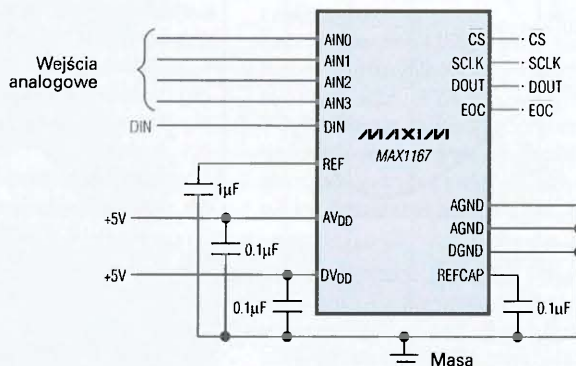 Wejścia
analogowe
AIN0
AIN1
AIN2
AIN3
DIN
DIN
REF
1µF
+5V
AVDD
0.1µF
+5V
DVDD
0.1µF
MAXIM
MAX1167
CS
CS
SCLK
SCLK
DOUT
DOUT
EOC
EOC
AGND
AGND
DGND
REFCAP
0.1µF
Masa